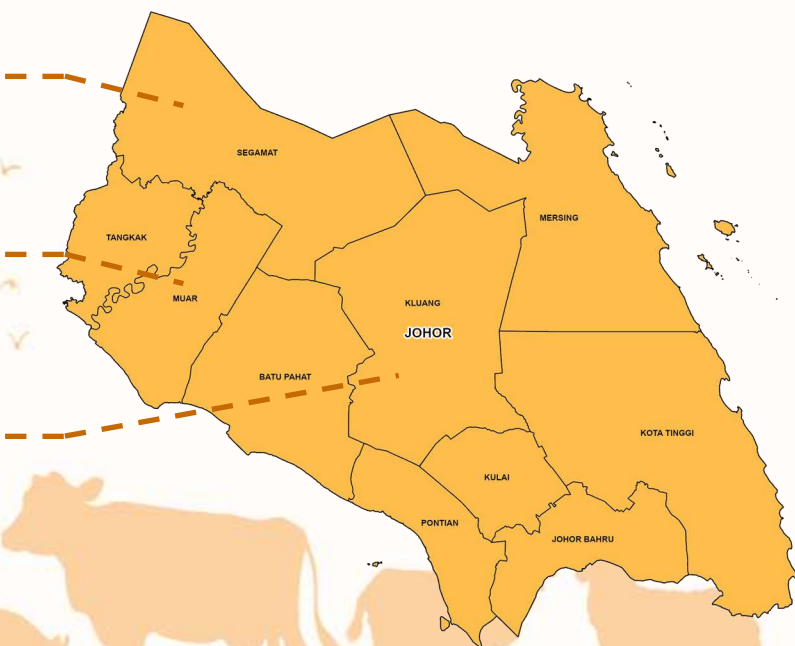 SEGAMAT
MERSING
TANGKAK
MUAR
KLUANG
JOHOR
BATU PAHAT
KOTA TINGGI
KULAI
PONTIAN
JOHOR BAHRU